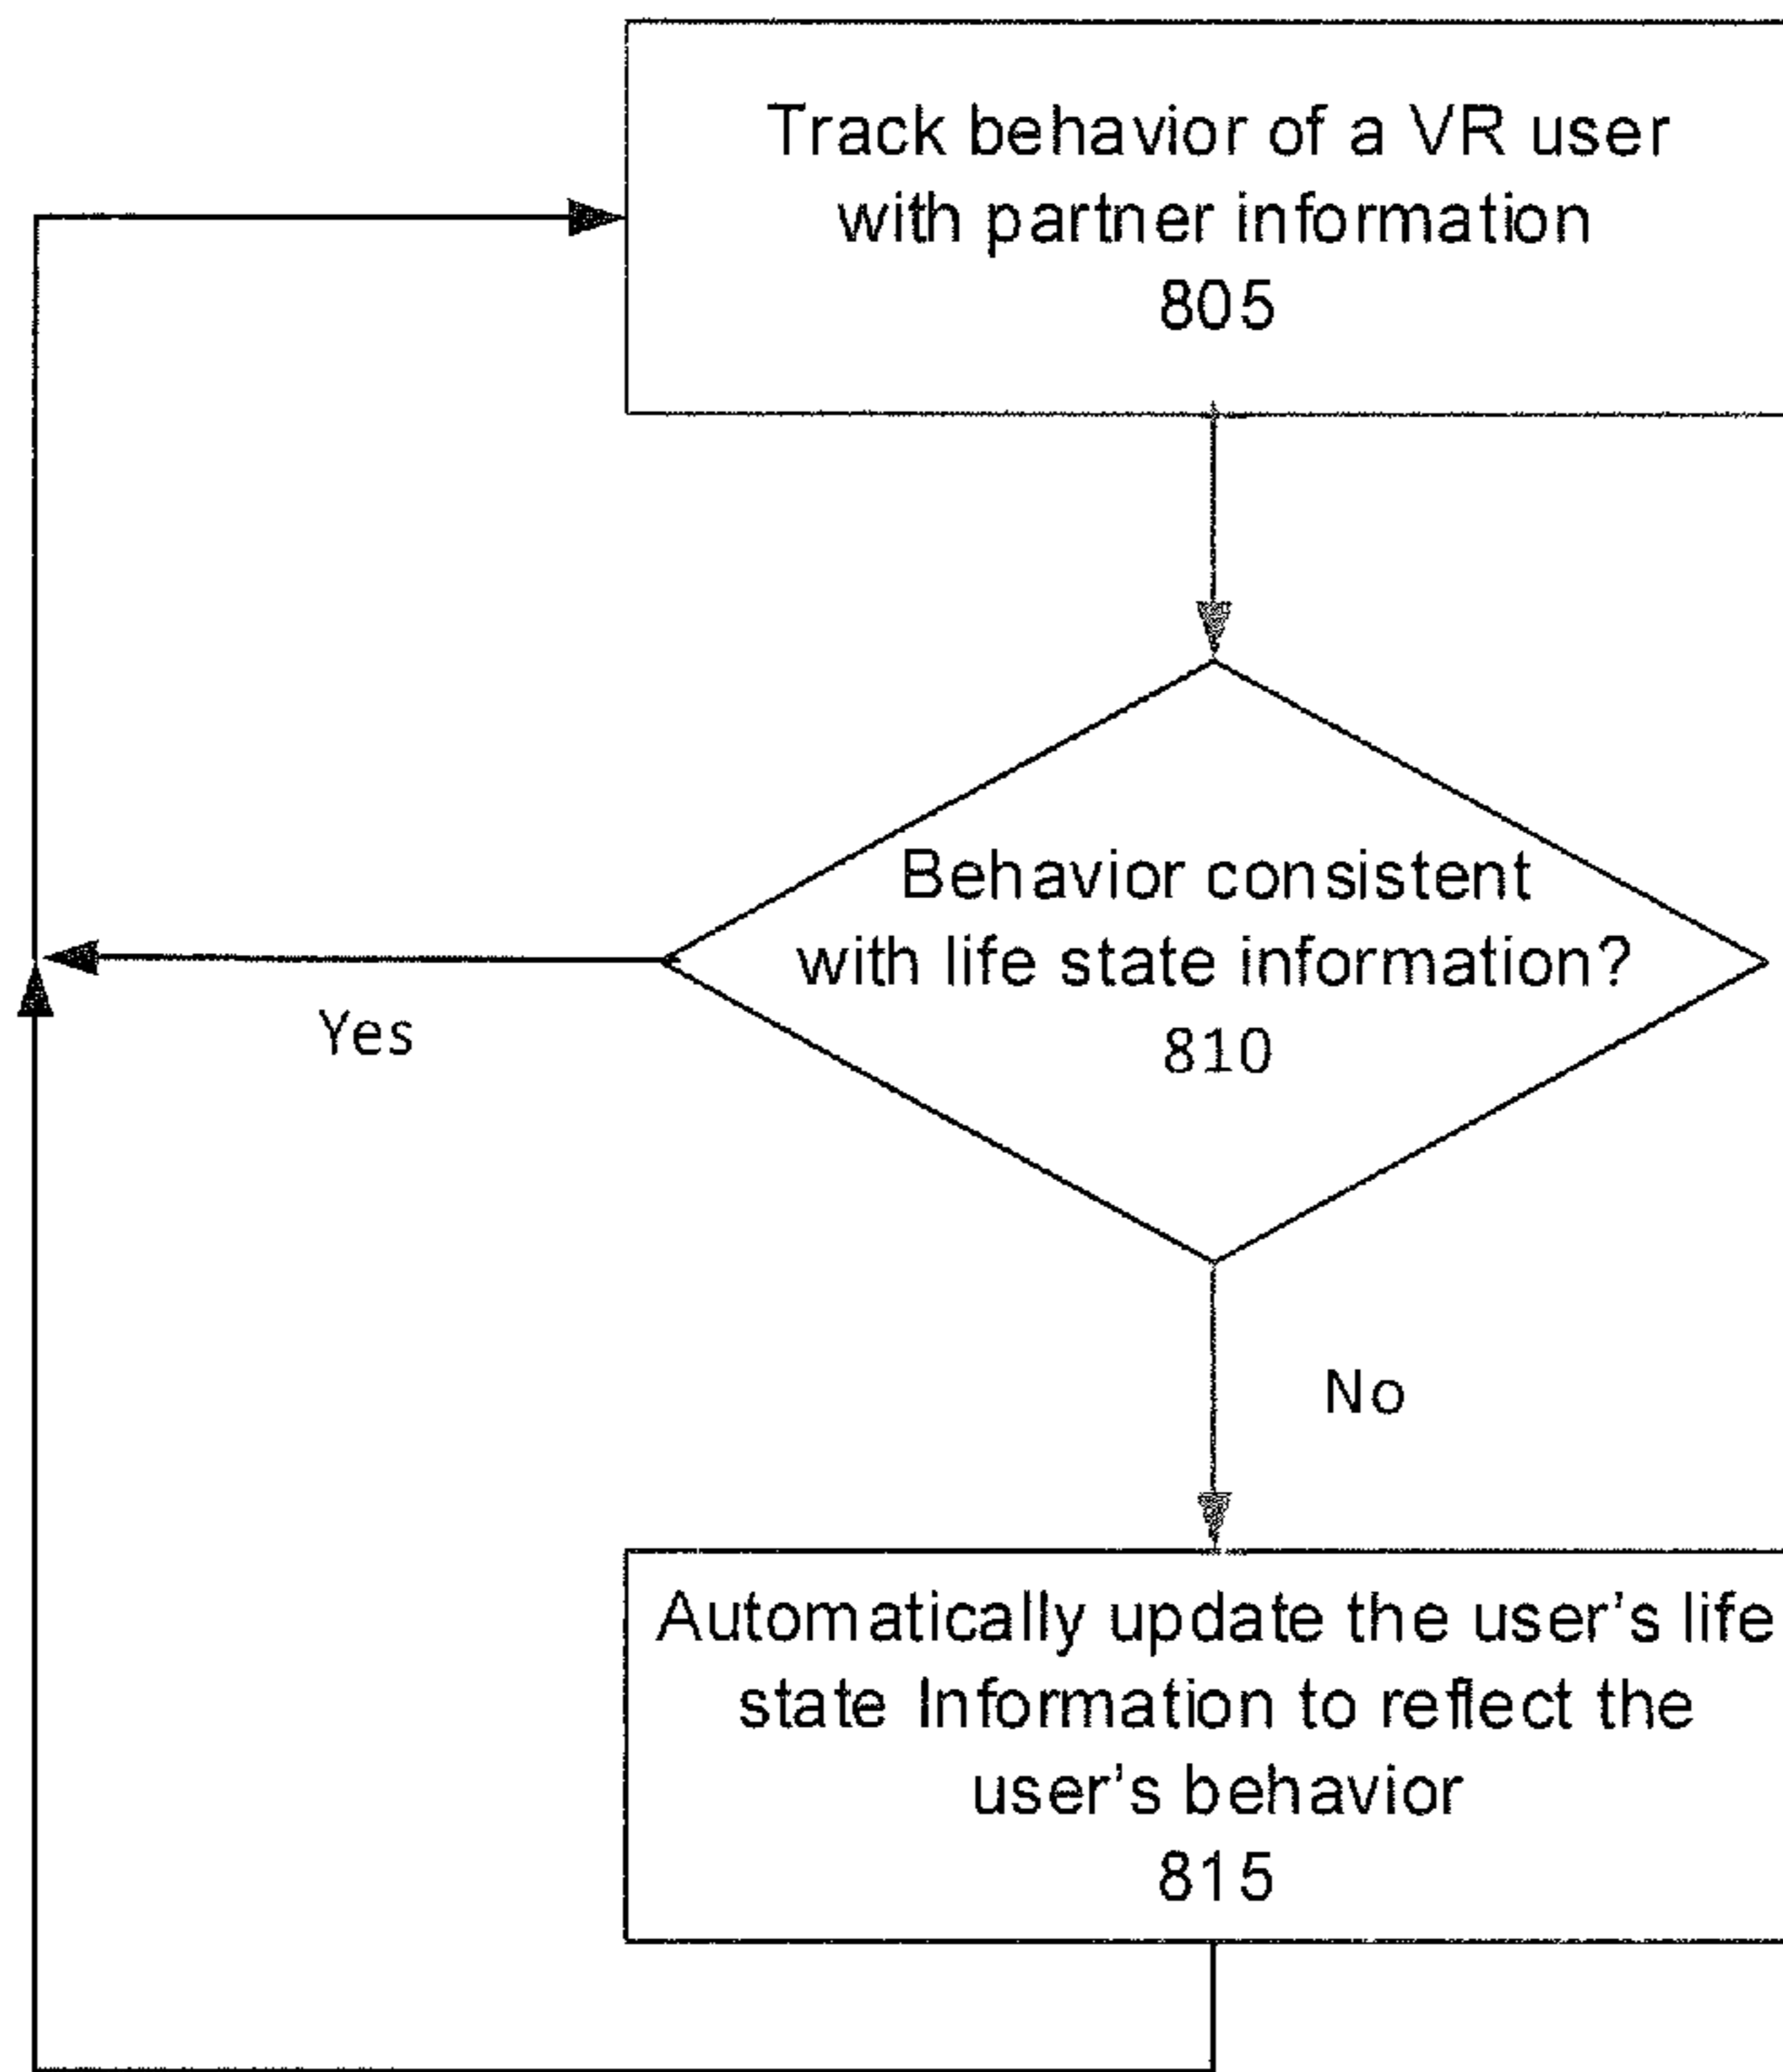 Track behavior of a VR user
with partner information
805
Behavior consistent
with life state information?
810
Yes
No
Automatically update the user’s life
state Information to reflect the
user’s behavior
815